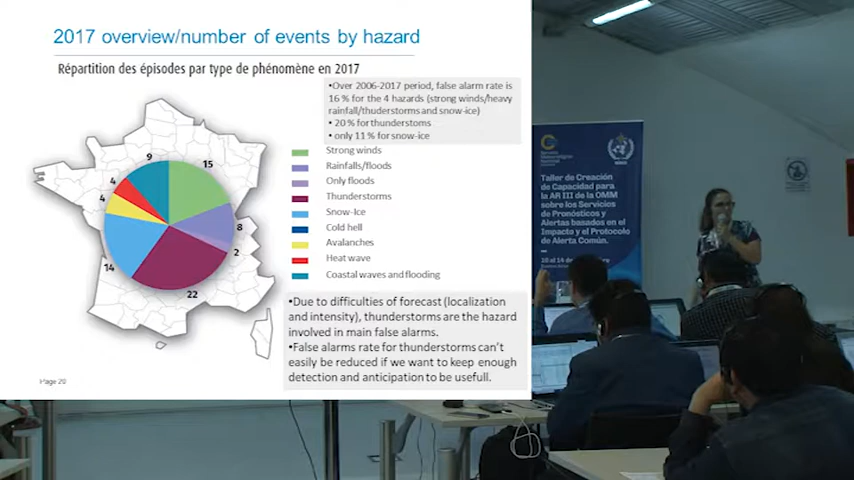 2017 overview/number of events by hazard
Répartition des épisodes par type de phénomène en 2017
•Over 2006-2017 period, false alarm rate is
16 % for the 4 hazards (strong winds/heavy
rainfall/thuderstorms and snow-ice)
• 20 % for thunderstoms
• only 11 % for snow-ice
Strong winds
Rainfalls/floods
Only floods
Thunderstorms
Snow-Ice
Cold hell
Avalanches
Heat wave
Coastal waves and flooding
9
15
4
4
8
2
14
22
•Due to difficulties of forecast (localization
and intensity), thunderstorms are the hazard
involved in main false alarms.
•False alarms rate for thunderstorms can't
easily be reduced if we want to keep enough
detection and anticipation to be usefull.
Page 20
Taller de Creación
de Capacidad para
la AR III de la OMM
sobre los Servicios
de Pronósticos y
Alertas basados en el
Impacto y el Protocolo
de Alerta Común.